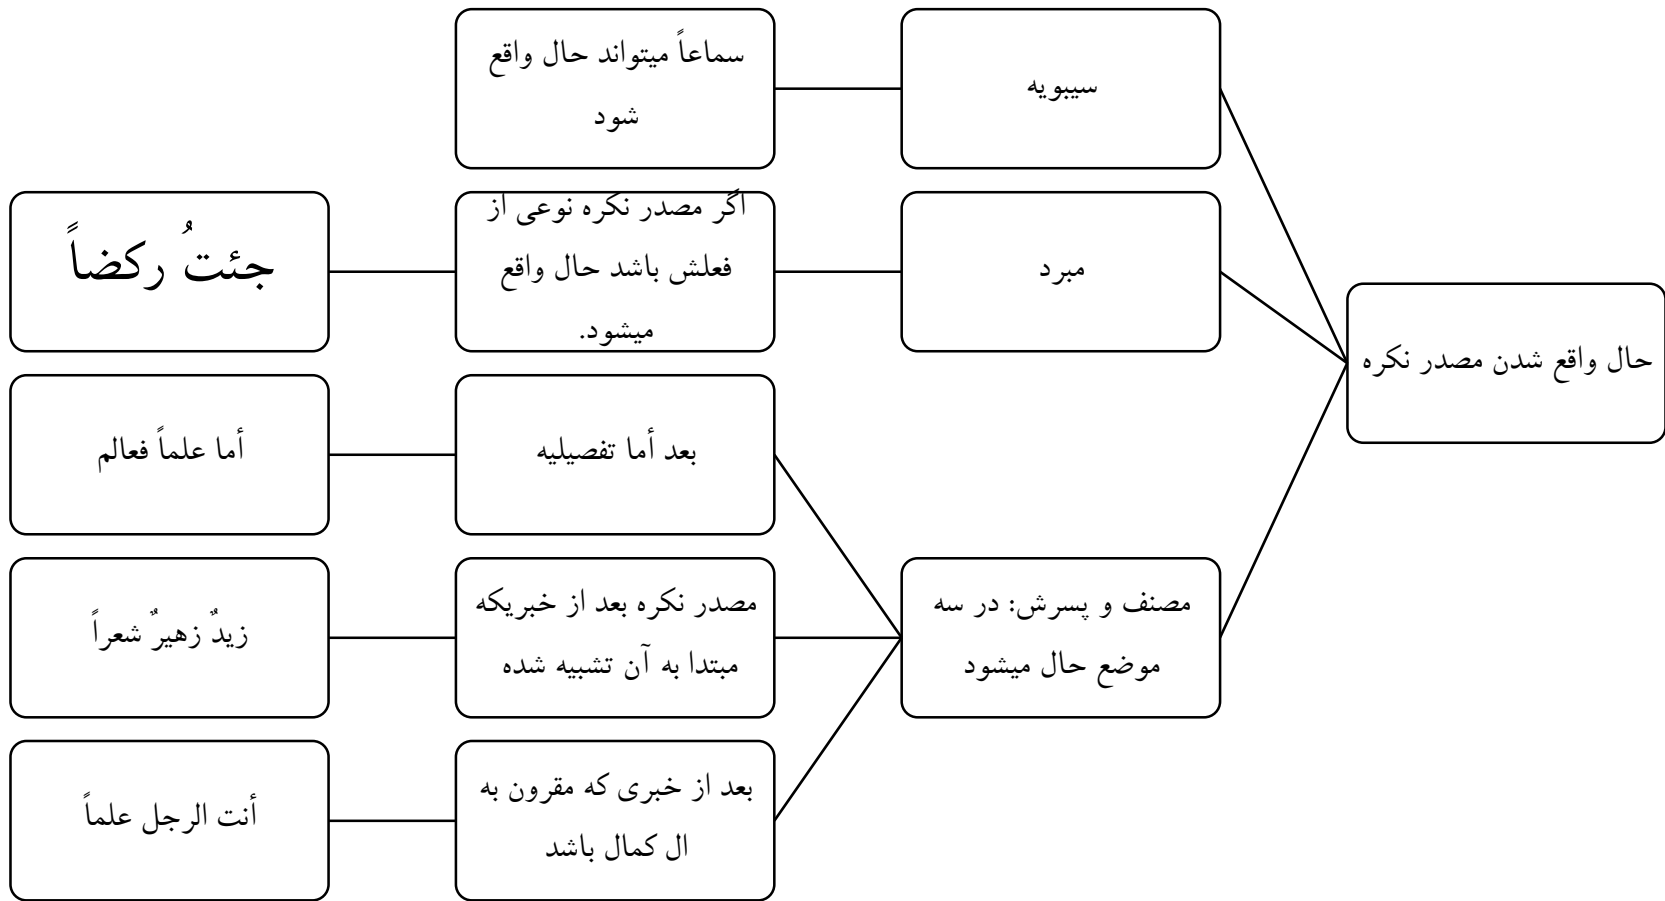 حال واقع شدن مصدر نکره
سیبویه
سماعاً میتواند حال واقع
شود
مبرد
اگر مصدر نکره نوعی از
فعلش باشد حال واقع
میشود.
جئتُ رکضاً
مصنف و پسرش: در سه
موضع حال میشود
بعد أما تفصیلیه
أما علماً فعالم
مصدر نکره بعد از خبریکه
مبتدا به آن تشبیه شده
زیدٌ زهیرٌ شعراً
بعد از خبری که مقرون به
ال کمال باشد
أنت الرجل علماً